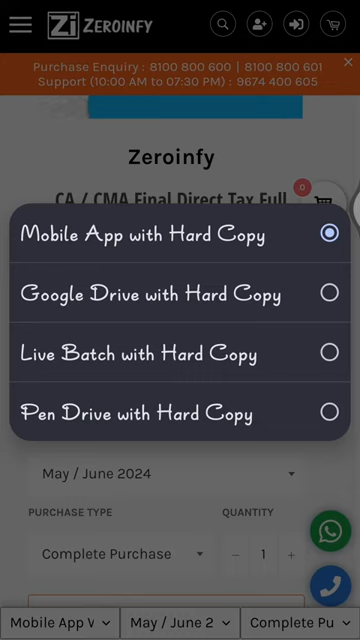 Zi ZEROINFY
Purchase Enquiry : 8100 800 600 | 8100 800 601
Support (10:00 AM to 07:30 PM) : 9674 400 605
Zeroinfy
CA / CMA Final Direct Tax Full
0
Mobile App with Hard Copy
Google Drive with Hard Copy
Live Batch with Hard Copy
Pen Drive with Hard Copy
May / June 2024
PURCHASE TYPE QUANTITY
Complete Purchase − 1 +
Mobile App V May / June 2 Complete Pu